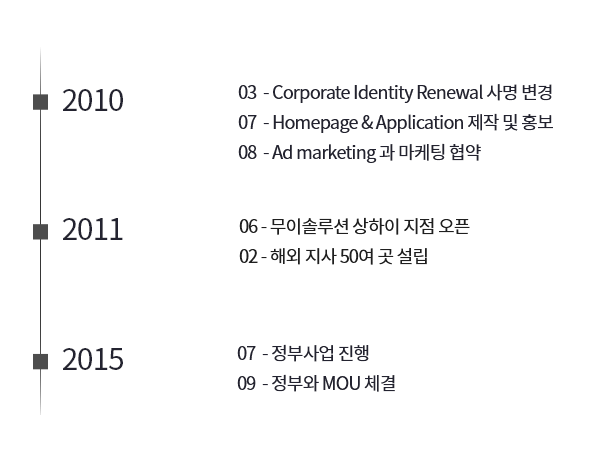 2010
03 - Corporate Identity Renewal 사명 변경
07 - Homepage & Application 제작 및 홍보
08 - Ad marketing 과 마케팅 협약
2011
06 - 무이솔루션 상하이 지점 오픈
02 - 해외 지사 50여 곳 설립
2015
07 - 정부사업 진행
09 - 정부와 MOU 체결